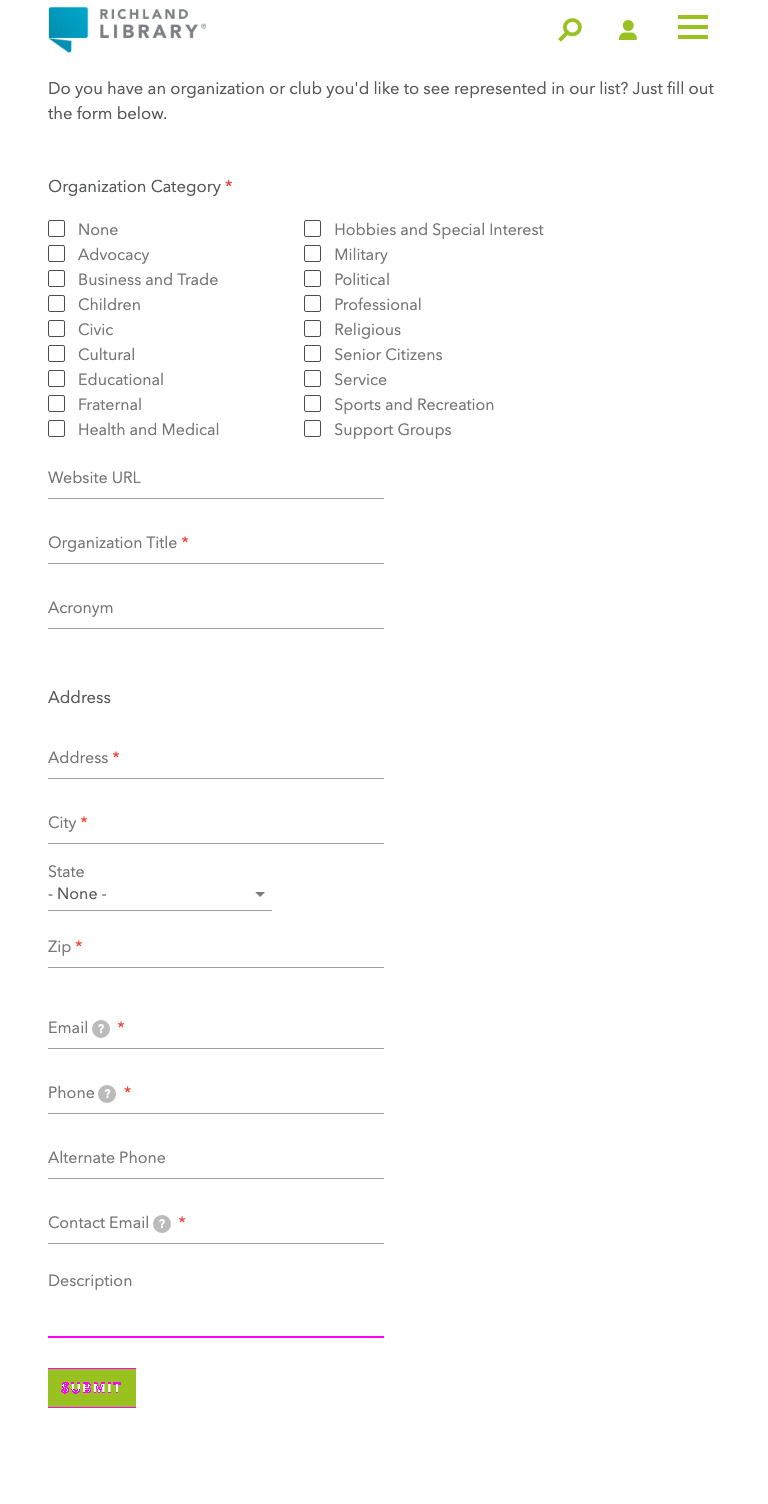 RICHLAND
LIBRARY®
Do you have an organization or club you'd like to see represented in our list? Just fill out
the form below.
Organization Category *
None
Advocacy
Business and Trade
Children
Civic
Cultural
Educational
Fraternal
Health and Medical
Hobbies and Special Interest
Military
Political
Professional
Religious
Senior Citizens
Service
Sports and Recreation
Support Groups
Website URL
Organization Title *
Acronym
Address
Address *
City *
State
- None -
Zip *
Email ? *
Phone ? *
Alternate Phone
Contact Email ? *
Description
SUBMIT